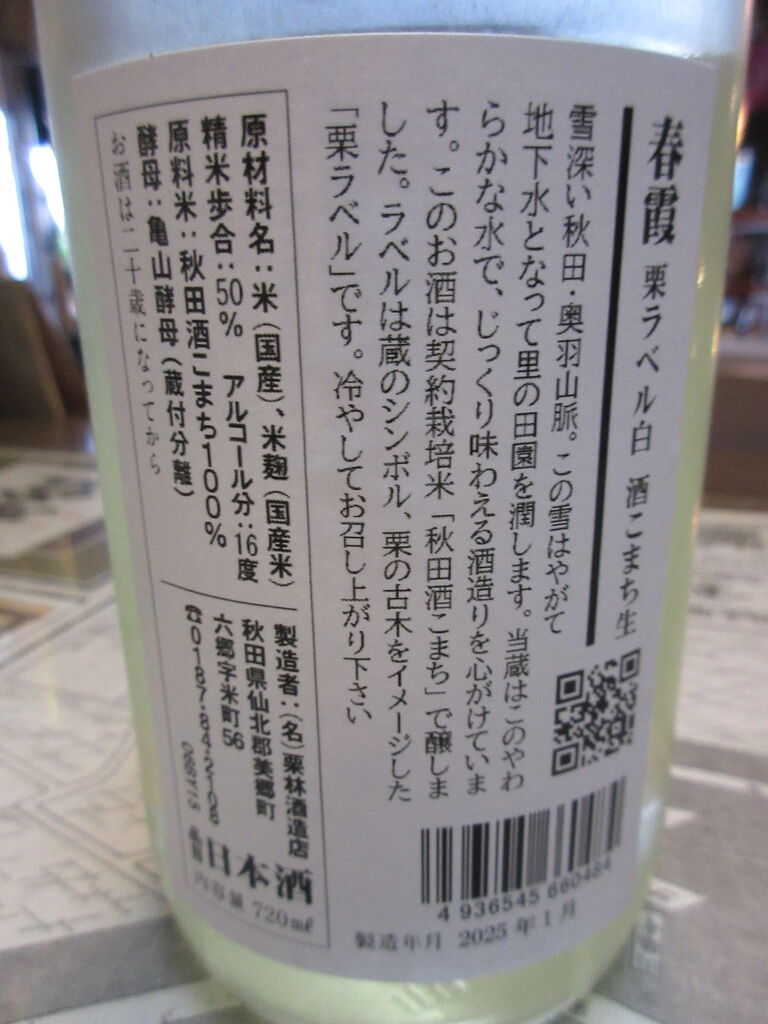 春霞 栗ラベル白 酒こまち生
雪深い秋田・奥羽山脈。この雪はやがて
地下水となって里の田園を潤します。当蔵はこのやわ
らかな水で、じっくり味わえる酒造りを心がけていま
す。このお酒は契約栽培米「秋田酒こまち」で醸しま
した。ラベルは蔵のシンボル、栗の古木をイメージした
「栗ラベル」です。冷やしてお召し上がり下さい
原材料名：米（国産）、米麹（国産米）
精米歩合：50％ アルコール分：16度
原料米：秋田酒こまち100％
酵母：亀山酵母（蔵付分離）
お酒は二十歳になってから
製造者：（名）栗林酒造店
秋田県仙北郡美郷町
六郷字米町56
☎0187-84-2108
日本酒
内容量 720㎖
4 936545 660484
製造年月 2025年1月